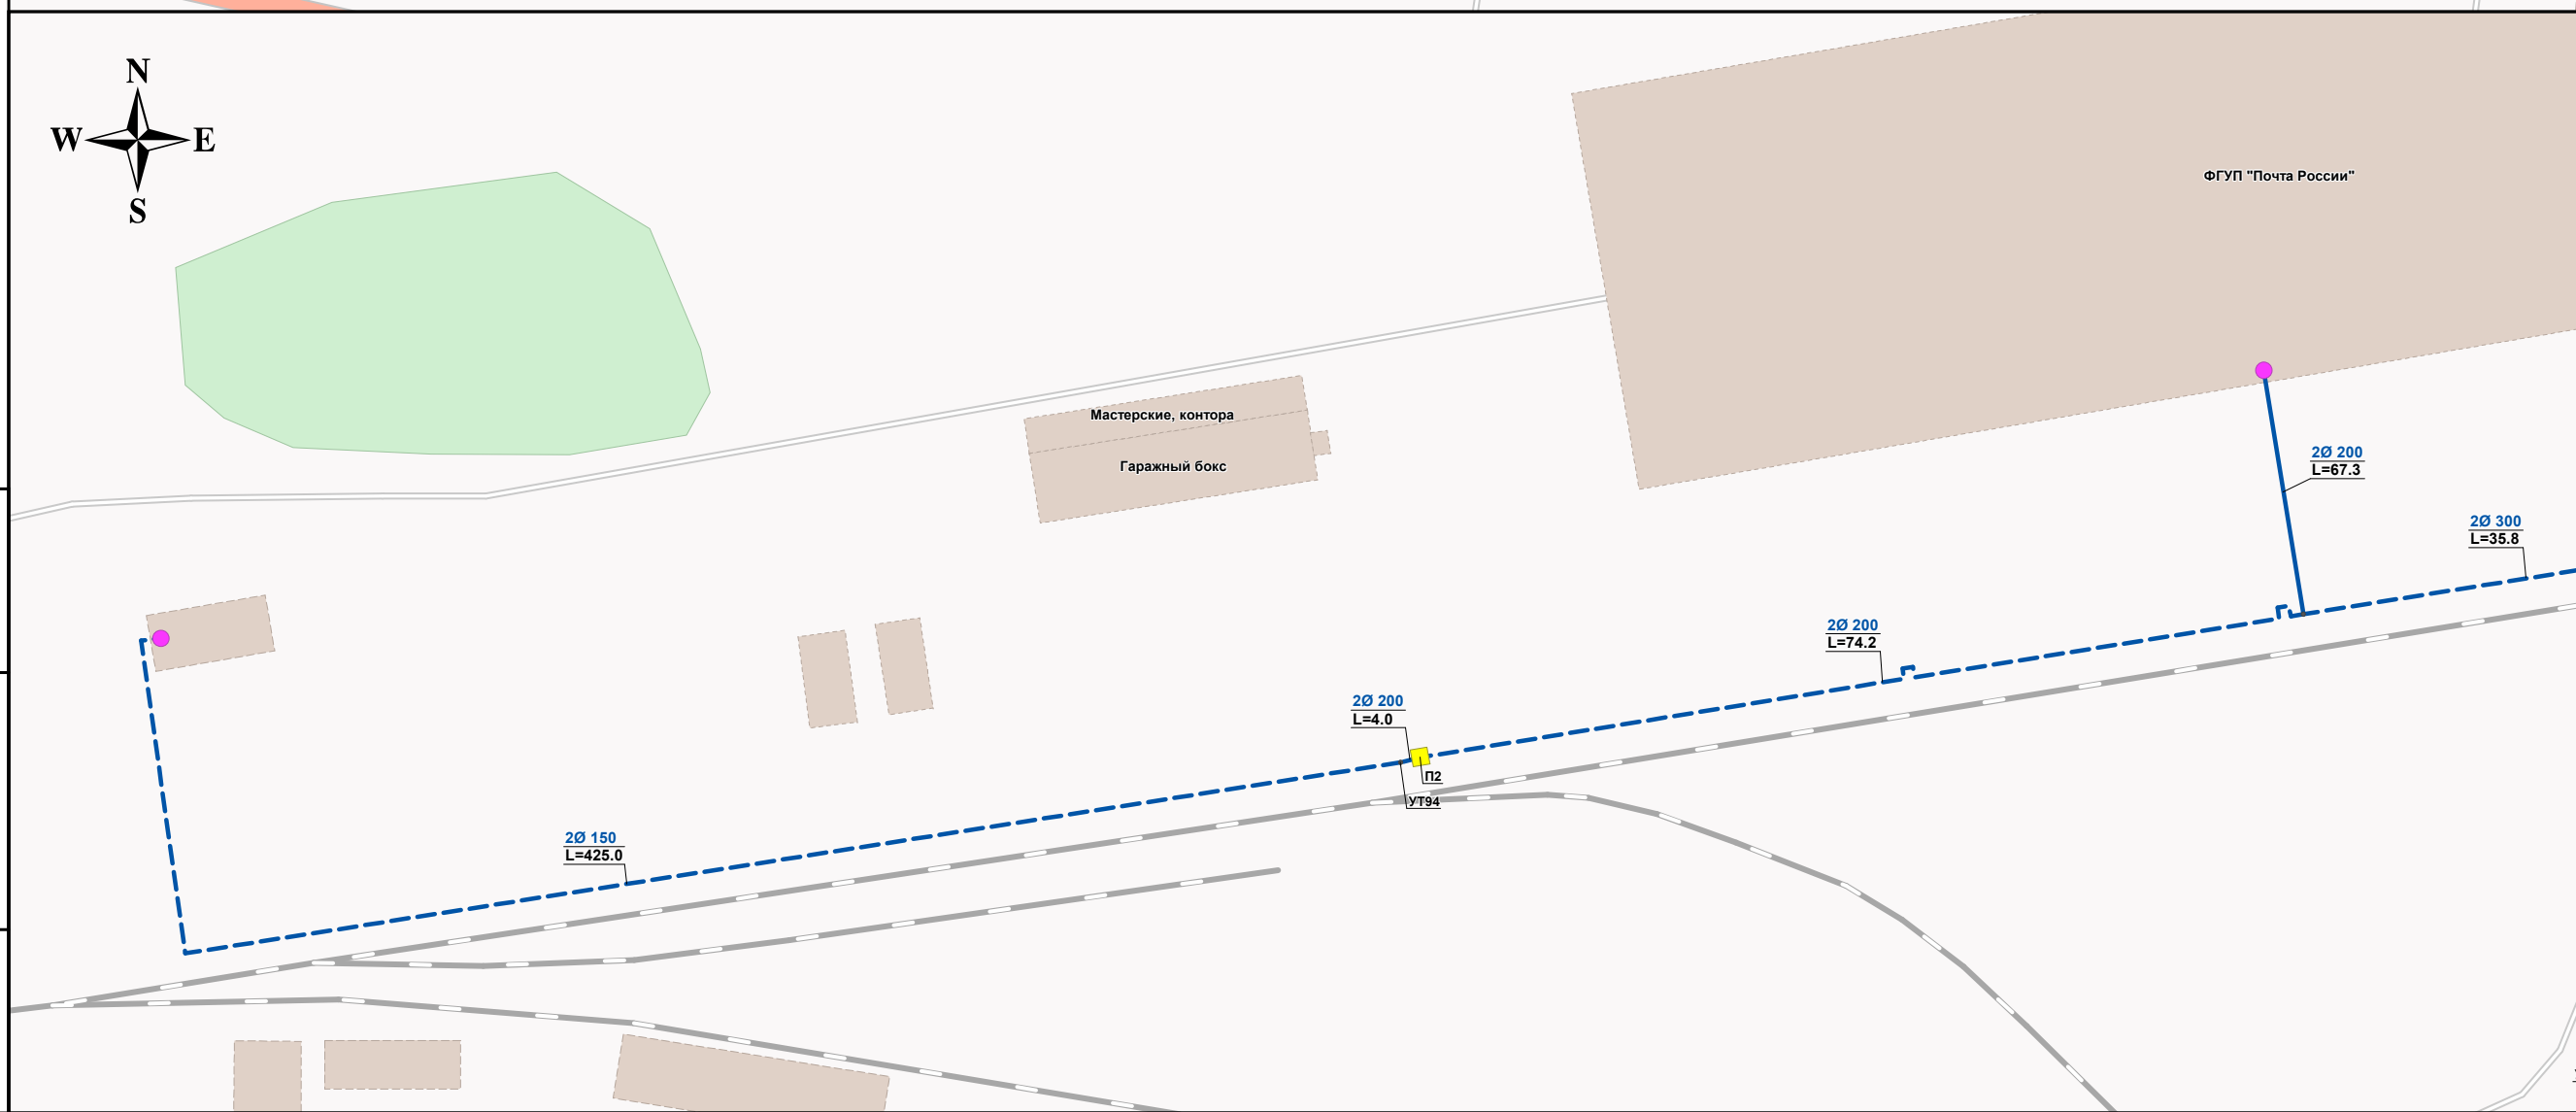 N
W E
S
ФГУП "Почта России"
Мастерские, контора
Гаражный бокс
2Ø 200
L=67.3
2Ø 300
L=35.8
2Ø 200
L=74.2
2Ø 200
L=4.0
П2
УТ94
2Ø 150
L=425.0